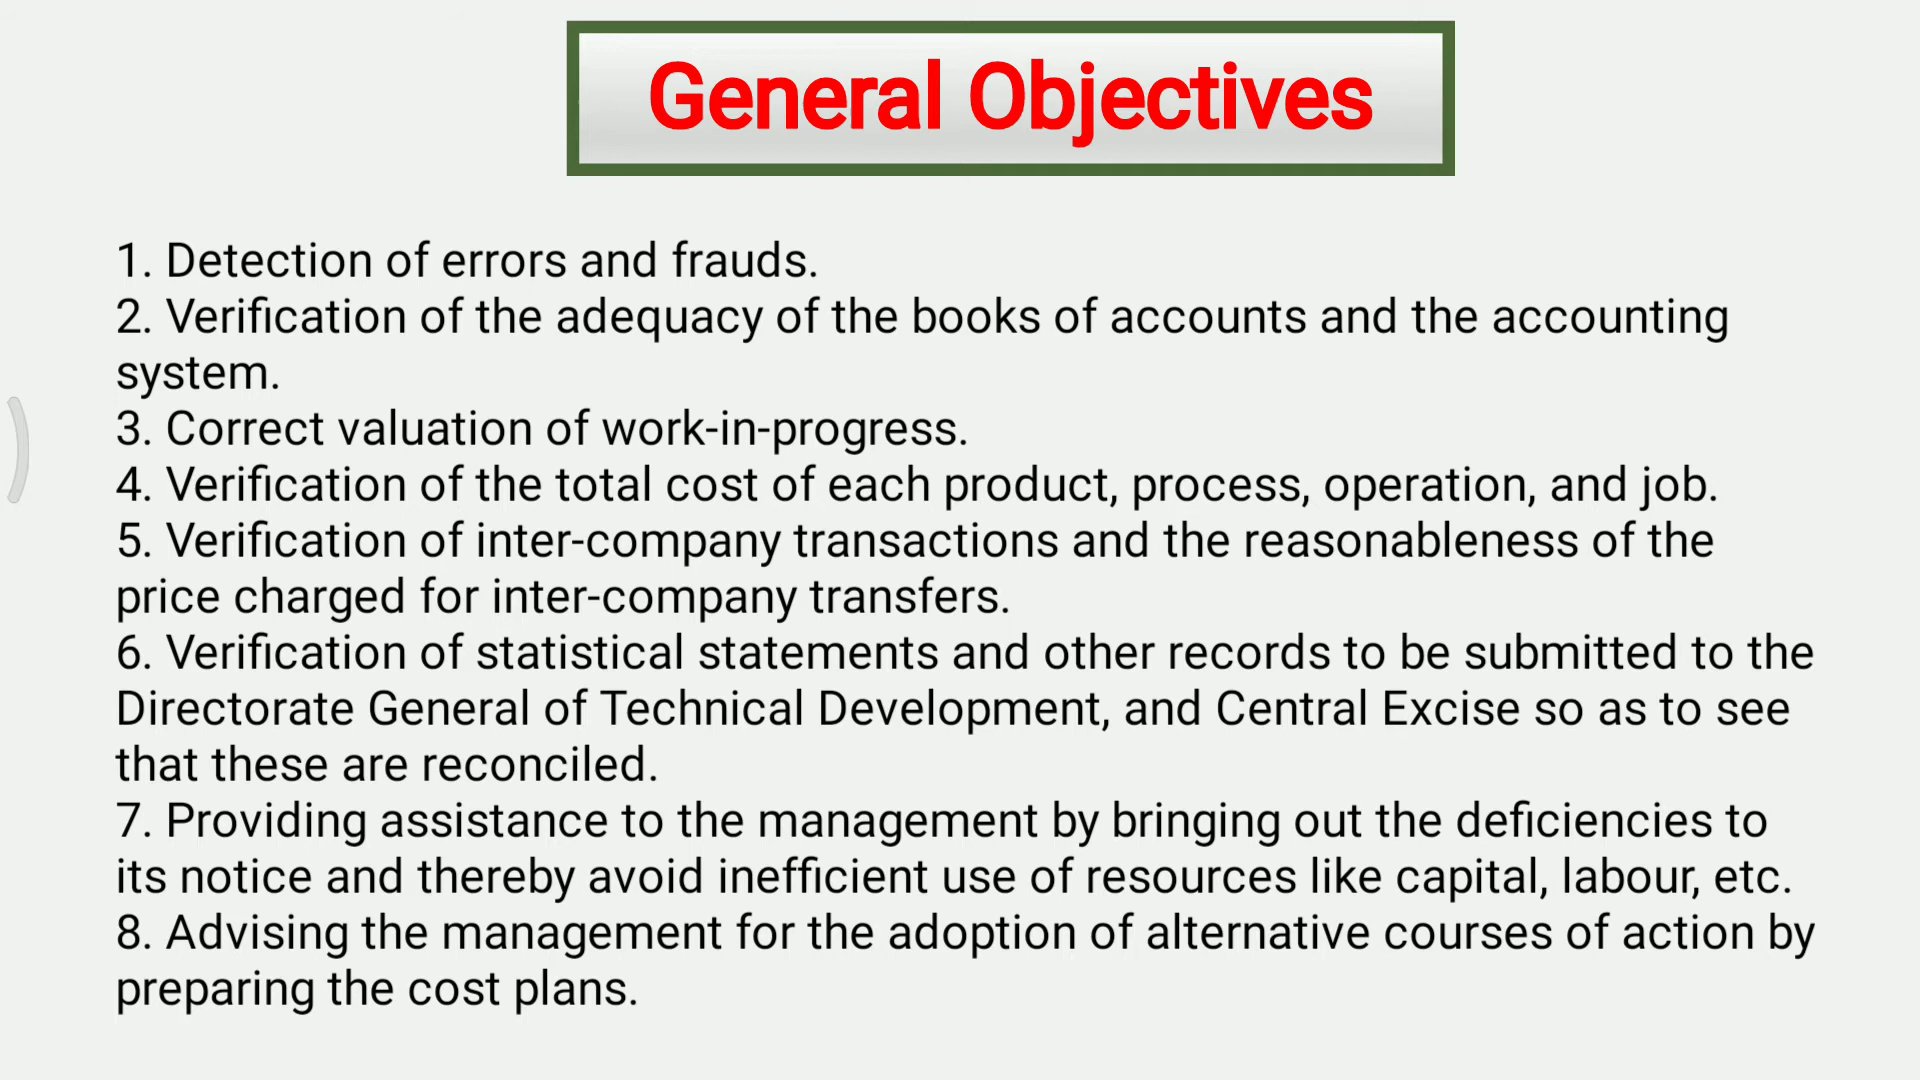 General Objectives
1. Detection of errors and frauds.
2. Verification of the adequacy of the books of accounts and the accounting
system.
3. Correct valuation of work-in-progress.
4. Verification of the total cost of each product, process, operation, and job.
5. Verification of inter-company transactions and the reasonableness of the
price charged for inter-company transfers.
6. Verification of statistical statements and other records to be submitted to the
Directorate General of Technical Development, and Central Excise so as to see
that these are reconciled.
7. Providing assistance to the management by bringing out the deficiencies to
its notice and thereby avoid inefficient use of resources like capital, labour, etc.
8. Advising the management for the adoption of alternative courses of action by
preparing the cost plans.